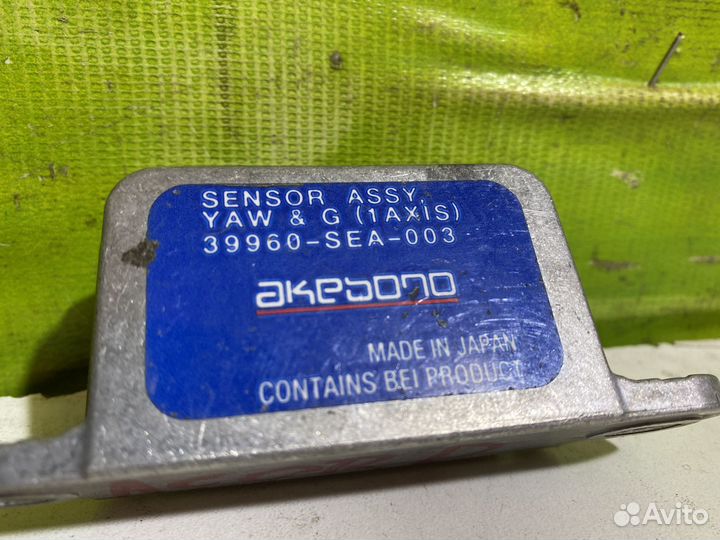 SENSOR ASSY,
YAW & G (1AXIS)
39960-SEA-003
akebono
MADE IN JAPAN
CONTAINS BEI PRODUCT
Avito